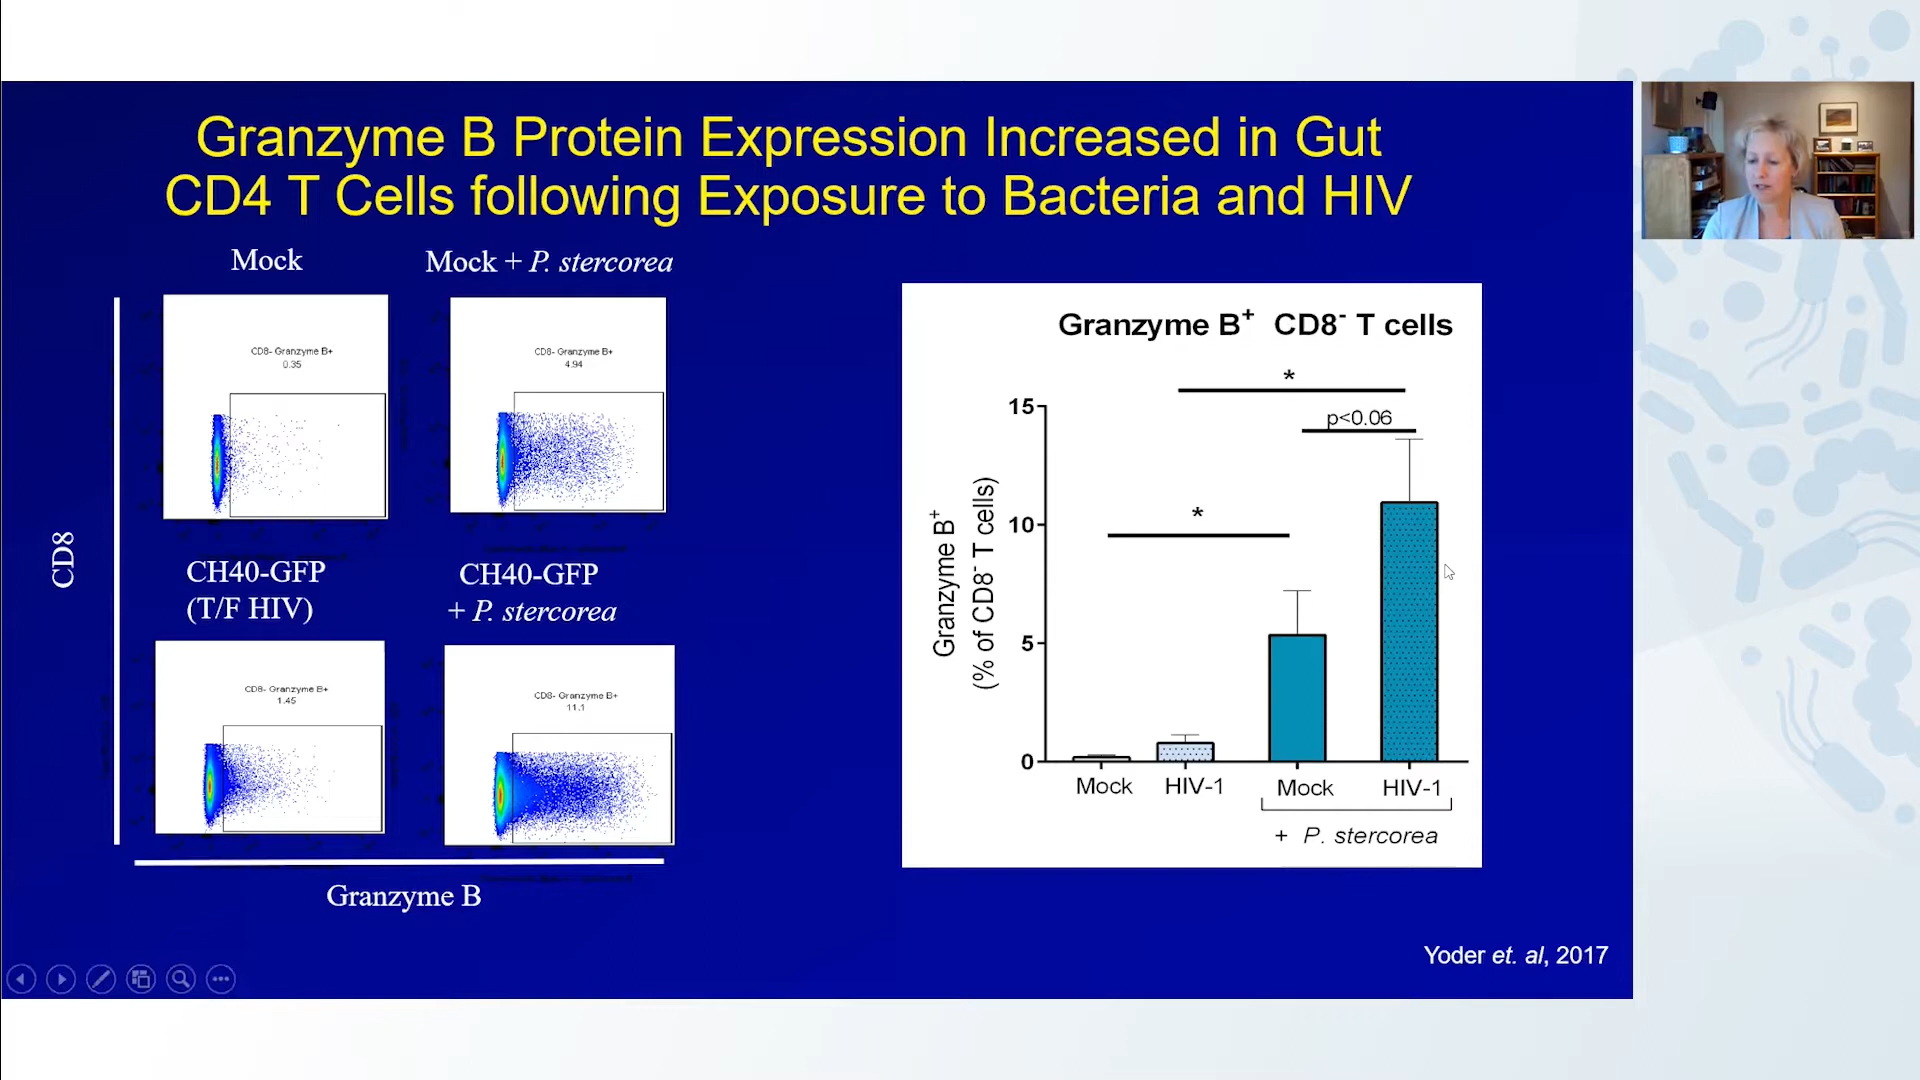 Granzyme B Protein Expression Increased in Gut
CD4 T Cells following Exposure to Bacteria and HIV
Mock
Mock + P. stercorea
CD8- Granzyme B+
0.35
CD8- Granzyme B+
4.94
CD8
CH40-GFP
(T/F HIV)
CH40-GFP
+ P. stercorea
CD8- Granzyme B+
1.45
CD8- Granzyme B+
11.1
Granzyme B
Granzyme B+ CD8- T cells
*
p<0.06
*
15
10
5
0
Granzyme B+
(% of CD8- T cells)
Mock
HIV-1
Mock
HIV-1
+ P. stercorea
Yoder et. al, 2017